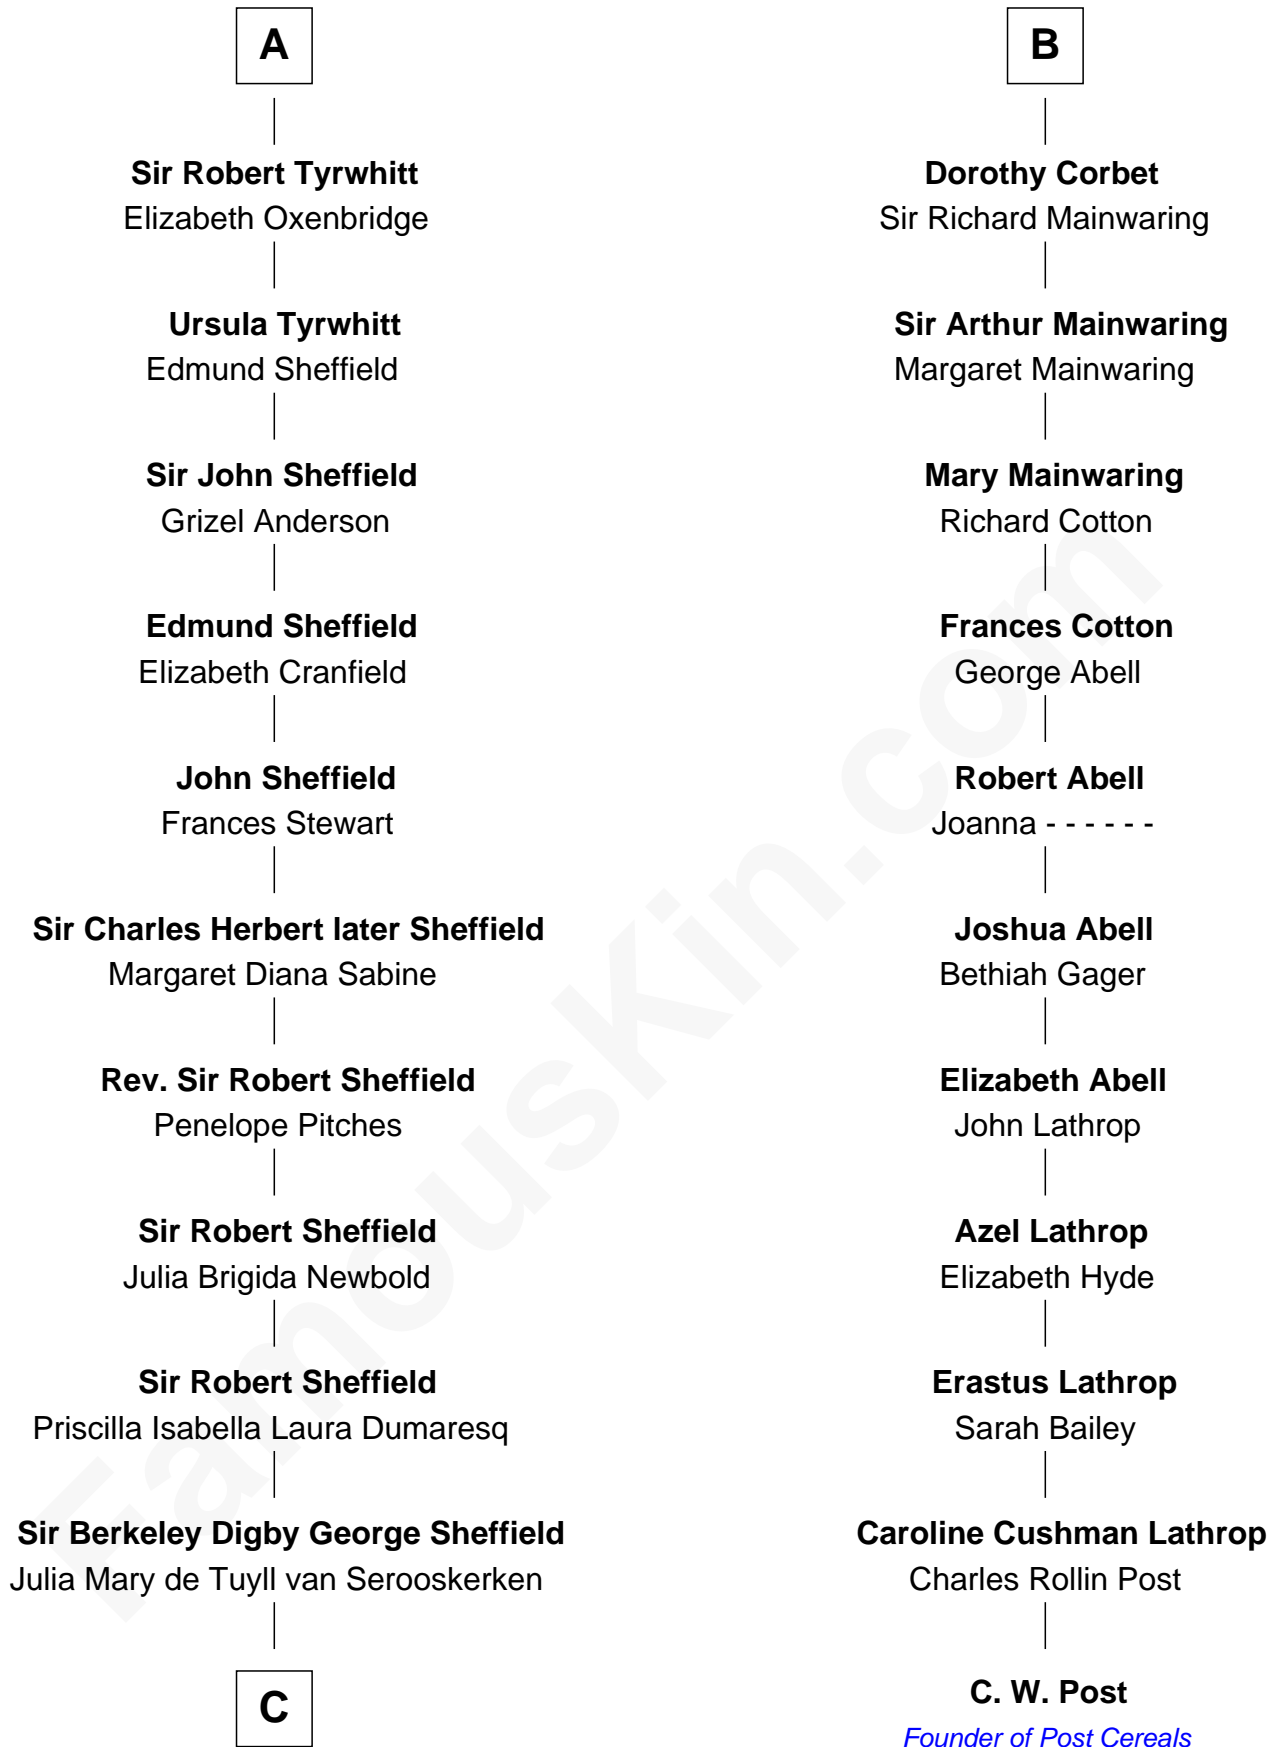 A
Sir Robert Tyrwhitt
Elizabeth Oxenbridge
Ursula Tyrwhitt
Edmund Sheffield
Sir John Sheffield
Grizel Anderson
Edmund Sheffield
Elizabeth Cranfield
John Sheffield
Frances Stewart
Sir Charles Herbert later Sheffield
Margaret Diana Sabine
Rev. Sir Robert Sheffield
Penelope Pitches
Sir Robert Sheffield
Julia Brigida Newbold
Sir Robert Sheffield
Priscilla Isabella Laura Dumaresq
Sir Berkeley Digby George Sheffield
Julia Mary de Tuyll van Serooskerken
C
B
Dorothy Corbet
Sir Richard Mainwaring
Sir Arthur Mainwaring
Margaret Mainwaring
Mary Mainwaring
Richard Cotton
Frances Cotton
George Abell
Robert Abell
Joanna - - - - - -
Joshua Abell
Bethiah Gager
Elizabeth Abell
John Lathrop
Azel Lathrop
Elizabeth Hyde
Erastus Lathrop
Sarah Bailey
Caroline Cushman Lathrop
Charles Rollin Post
C. W. Post
Founder of Post Cereals
FamousKin.com